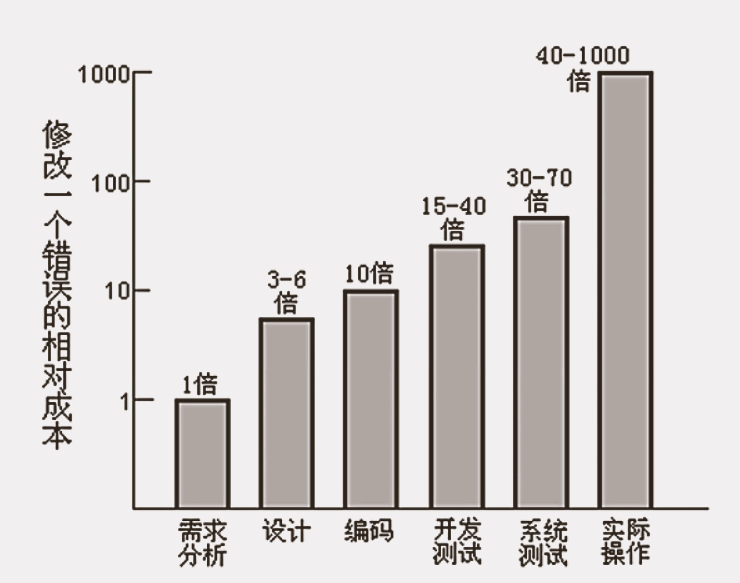 修改一个错误的相对成本
1000
100
10
1
1倍
3-6
倍
10倍
15-40
倍
30-70
倍
40-1000
倍
需求
分析
设计
编码
开发
测试
系统
测试
实际
操作